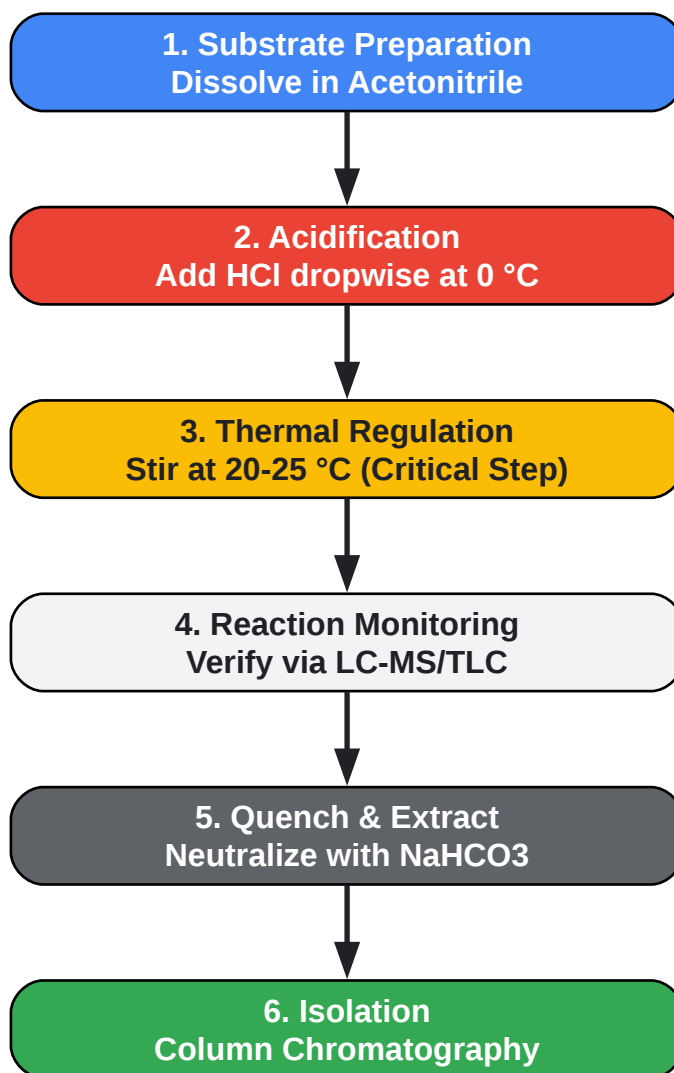 1. Substrate Preparation
Dissolve in Acetonitrile
2. Acidification
Add HCl dropwise at 0 °C
3. Thermal Regulation
Stir at 20-25 °C (Critical Step)
4. Reaction Monitoring
Verify via LC-MS/TLC
5. Quench & Extract
Neutralize with NaHCO3
6. Isolation
Column Chromatography